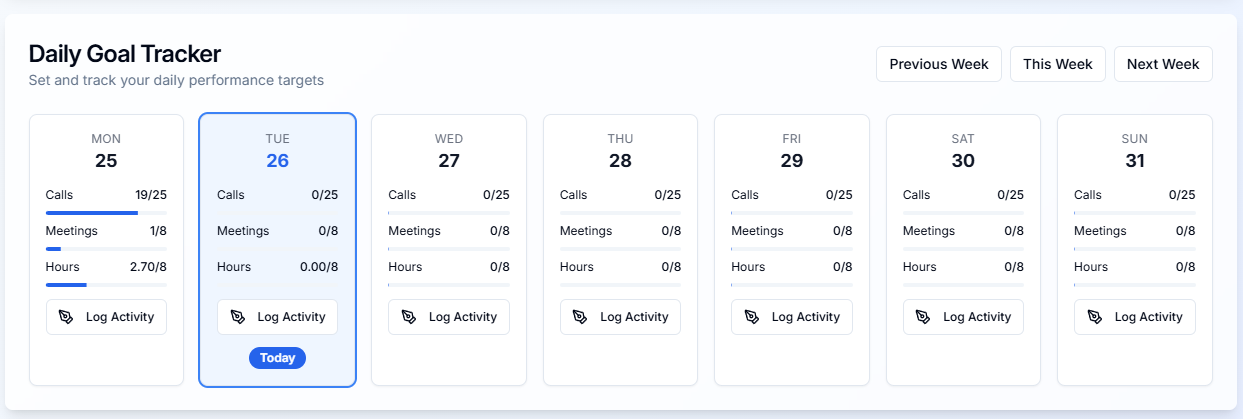 Daily Goal Tracker
Set and track your daily performance targets
Previous Week
This Week
Next Week
MON
25
Calls 19/25
Meetings 1/8
Hours 2.70/8
Log Activity
TUE
26
Calls 0/25
Meetings 0/8
Hours 0.00/8
Log Activity
Today
WED
27
Calls 0/25
Meetings 0/8
Hours 0/8
Log Activity
THU
28
Calls 0/25
Meetings 0/8
Hours 0/8
Log Activity
FRI
29
Calls 0/25
Meetings 0/8
Hours 0/8
Log Activity
SAT
30
Calls 0/25
Meetings 0/8
Hours 0/8
Log Activity
SUN
31
Calls 0/25
Meetings 0/8
Hours 0/8
Log Activity